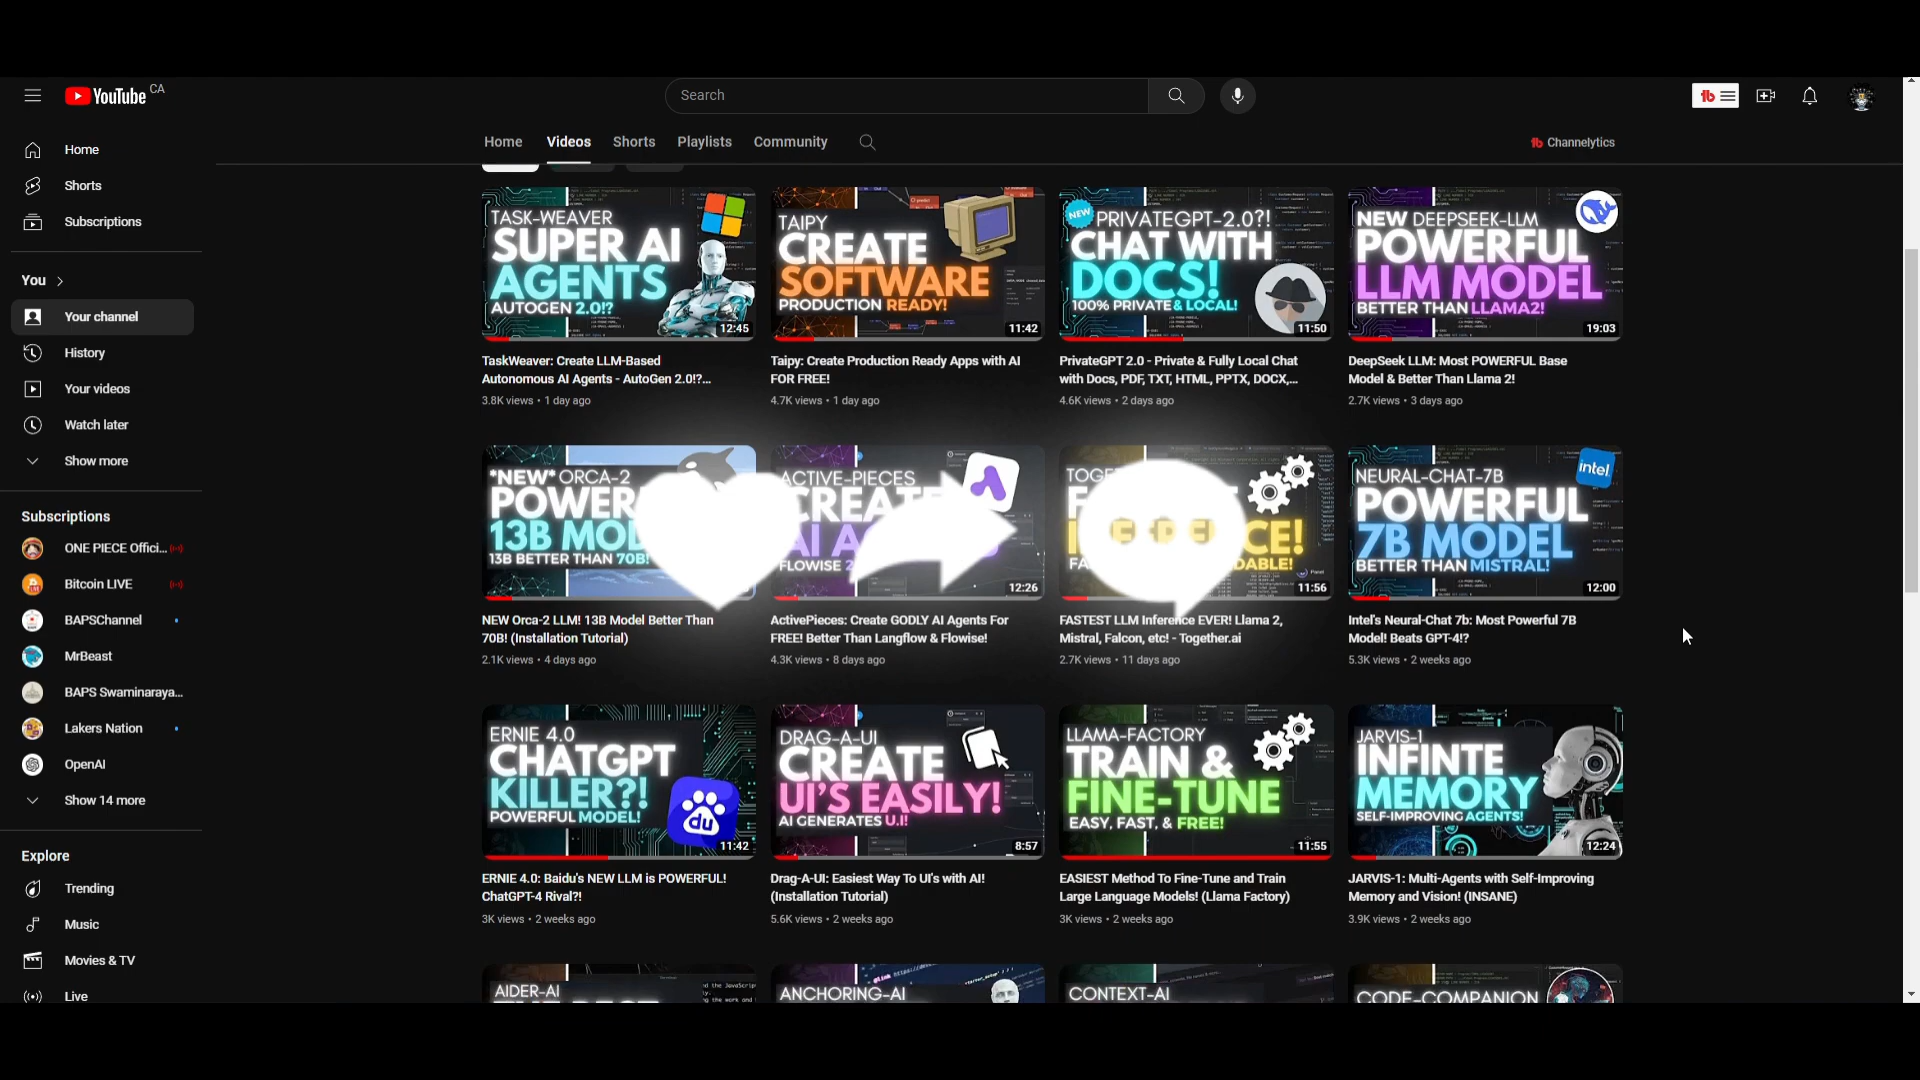 YouTube CA
Search
Home
Videos
Shorts
Playlists
Community
Channelytics
Home
Shorts
Subscriptions
You
Your channel
History
Your videos
Watch later
Show more
Subscriptions
ONE PIECE Offici...
Bitcoin LIVE
BAPSChannel
MrBeast
BAPS Swaminaraya...
Lakers Nation
OpenAI
Show 14 more
Explore
Trending
Music
Movies & TV
Live
TASK-WEAVER
SUPER AI
AGENTS
AUTOGEN 2.0!?
12:45
TaskWeaver: Create LLM-Based
Autonomous AI Agents - AutoGen 2.0!?...
3.8K views • 1 day ago
TAIPY
CREATE
SOFTWARE
PRODUCTION READY!
11:42
Taipy: Create Production Ready Apps with AI
FOR FREE!
4.7K views • 1 day ago
NEW
PRIVATEGPT-2.0?!
CHAT WITH
DOCS!
100% PRIVATE & LOCAL!
11:50
PrivateGPT 2.0 - Private & Fully Local Chat
with Docs, PDF, TXT, HTML, PPTX, DOCX,...
4.6K views • 2 days ago
NEW DEEPSEEK-LLM
POWERFUL
LLM MODEL
BETTER THAN LLAMA2!
19:03
DeepSeek LLM: Most POWERFUL Base
Model & Better Than Llama 2!
2.7K views • 3 days ago
*NEW* ORCA-2
POWER
13B MOD
13B BETTER THAN 70B!
NEW Orca-2 LLM! 13B Model Better Than
70B! (Installation Tutorial)
2.1K views • 4 days ago
ACTIVE-PIECES
CREA
AI A
FLOWISE 2
12:26
ActivePieces: Create GODLY AI Agents For
FREE! Better Than Langflow & Flowise!
4.3K views • 8 days ago
TOGE
CE!
DABLE!
11:56
FASTEST LLM Inference EVER! Llama 2,
Mistral, Falcon, etc! - Together.ai
2.7K views • 11 days ago
NEURAL-CHAT-7B
intel
POWERFUL
7B MODEL
BETTER THAN MISTRAL!
12:00
Intel's Neural-Chat 7b: Most Powerful 7B
Model! Beats GPT-4!?
5.3K views • 2 weeks ago
ERNIE 4.0
CHATGPT
KILLER?!
POWERFUL MODEL!
du
11:42
ERNIE 4.0: Baidu's NEW LLM is POWERFUL!
ChatGPT-4 Rival?!
3K views • 2 weeks ago
DRAG-A-UI
CREATE
UI'S EASILY!
AI GENERATES U.I!
8:57
Drag-A-UI: Easiest Way To UI's with AI!
(Installation Tutorial)
5.6K views • 2 weeks ago
LLAMA-FACTORY
TRAIN &
FINE-TUNE
EASY, FAST, & FREE!
11:55
EASIEST Method To Fine-Tune and Train
Large Language Models! (Llama Factory)
3K views • 2 weeks ago
JARVIS-1
INFINTE
MEMORY
SELF-IMPROVING AGENTS!
12:24
JARVIS-1: Multi-Agents with Self-Improving
Memory and Vision! (INSANE)
3.9K views • 2 weeks ago
AIDER-AI
ANCHORING-AI
CONTEXT-AI
CODE-COMPANION